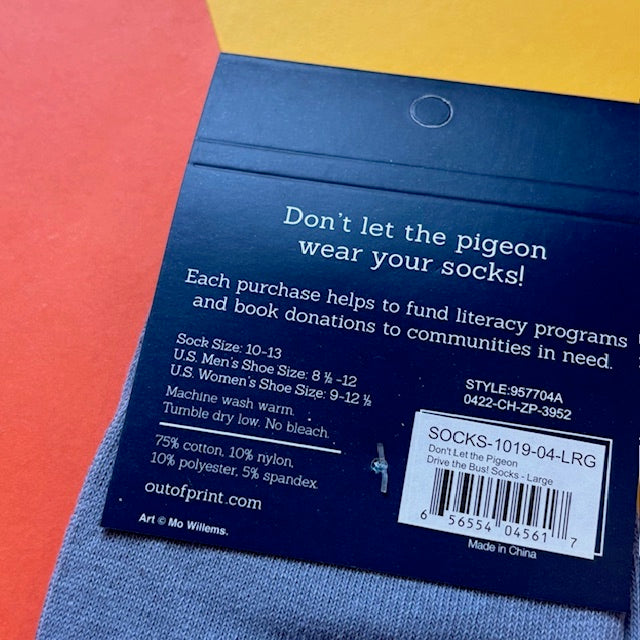 Don't let the pigeon
wear your socks!
Each purchase helps to fund literacy programs
and book donations to communities in need.
Sock Size: 10-13
U.S. Men's Shoe Size: 8 ½ -12
U.S. Women's Shoe Size: 9-12 ½
Machine wash warm.
Tumble dry low. No bleach.
75% cotton, 10% nylon,
10% polyester, 5% spandex.
outofprint.com
Art © Mo Willems.
STYLE:957704A
0422-CH-ZP-3952
SOCKS-1019-04-LRG
Don't Let the Pigeon
Drive the Bus! Socks - Large
6 56554 04561 7
Made in China